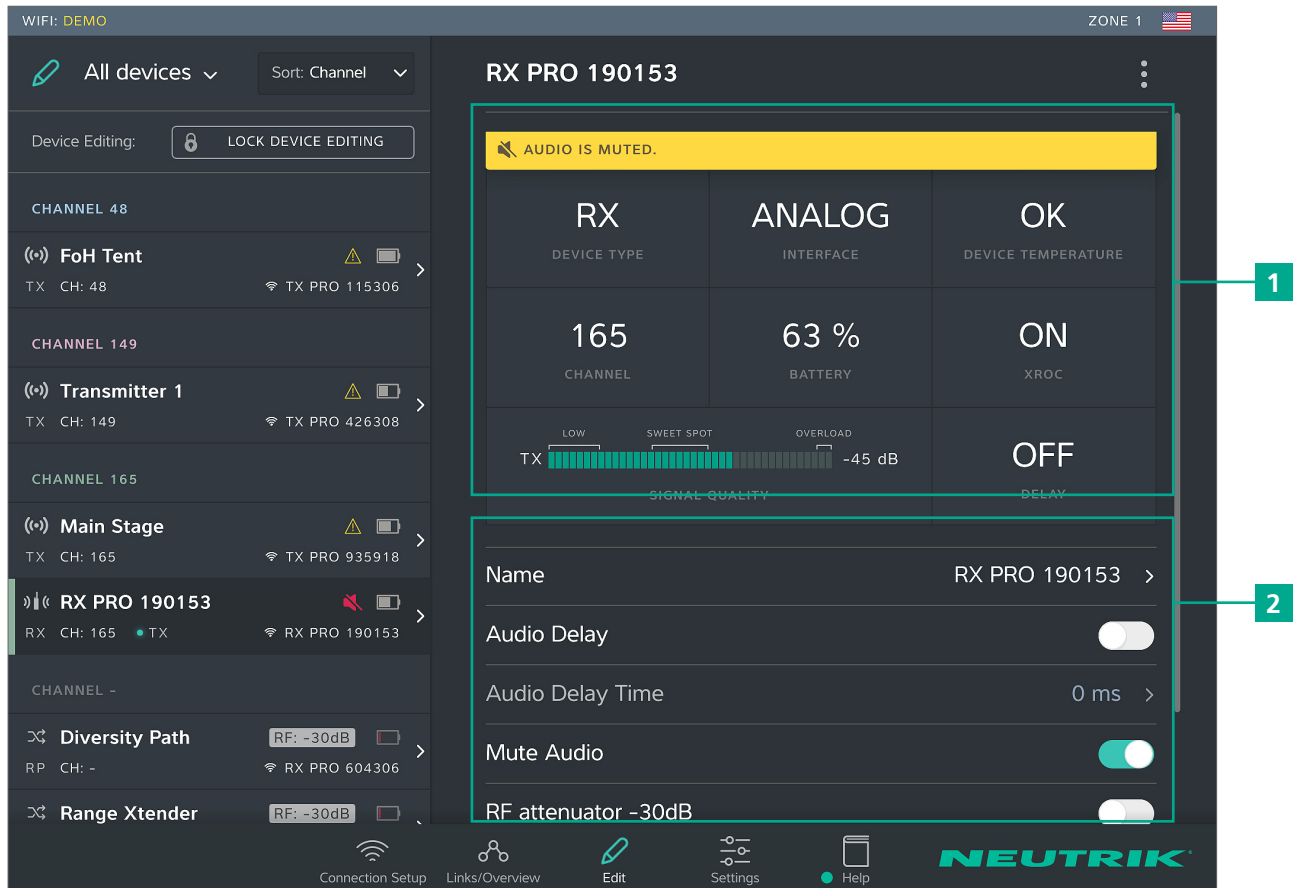 WIFI: DEMO
ZONE 1
All devices
Sort: Channel
Device Editing:
LOCK DEVICE EDITING
CHANNEL 48
FoH Tent
TX CH: 48
TX PRO 115306
CHANNEL 149
Transmitter 1
TX CH: 149
TX PRO 426308
CHANNEL 165
Main Stage
TX CH: 165
TX PRO 935918
RX PRO 190153
RX CH: 165 • TX
RX PRO 190153
CHANNEL -
Diversity Path
RF: -30dB
RP CH: -
RX PRO 604306
Range Xtender
RF: -30dB
RX PRO 190153
AUDIO IS MUTED.
RX
DEVICE TYPE
ANALOG
INTERFACE
OK
DEVICE TEMPERATURE
165
CHANNEL
63 %
BATTERY
ON
XROC
LOW
SWEET SPOT
OVERLOAD
TX
-45 dB
SIGNAL QUALITY
OFF
DELAY
1
Name
RX PRO 190153
Audio Delay
Audio Delay Time
0 ms
Mute Audio
RF attenuator -30dB
2
Connection Setup
Links/Overview
Edit
Settings
Help
NEUTRIK